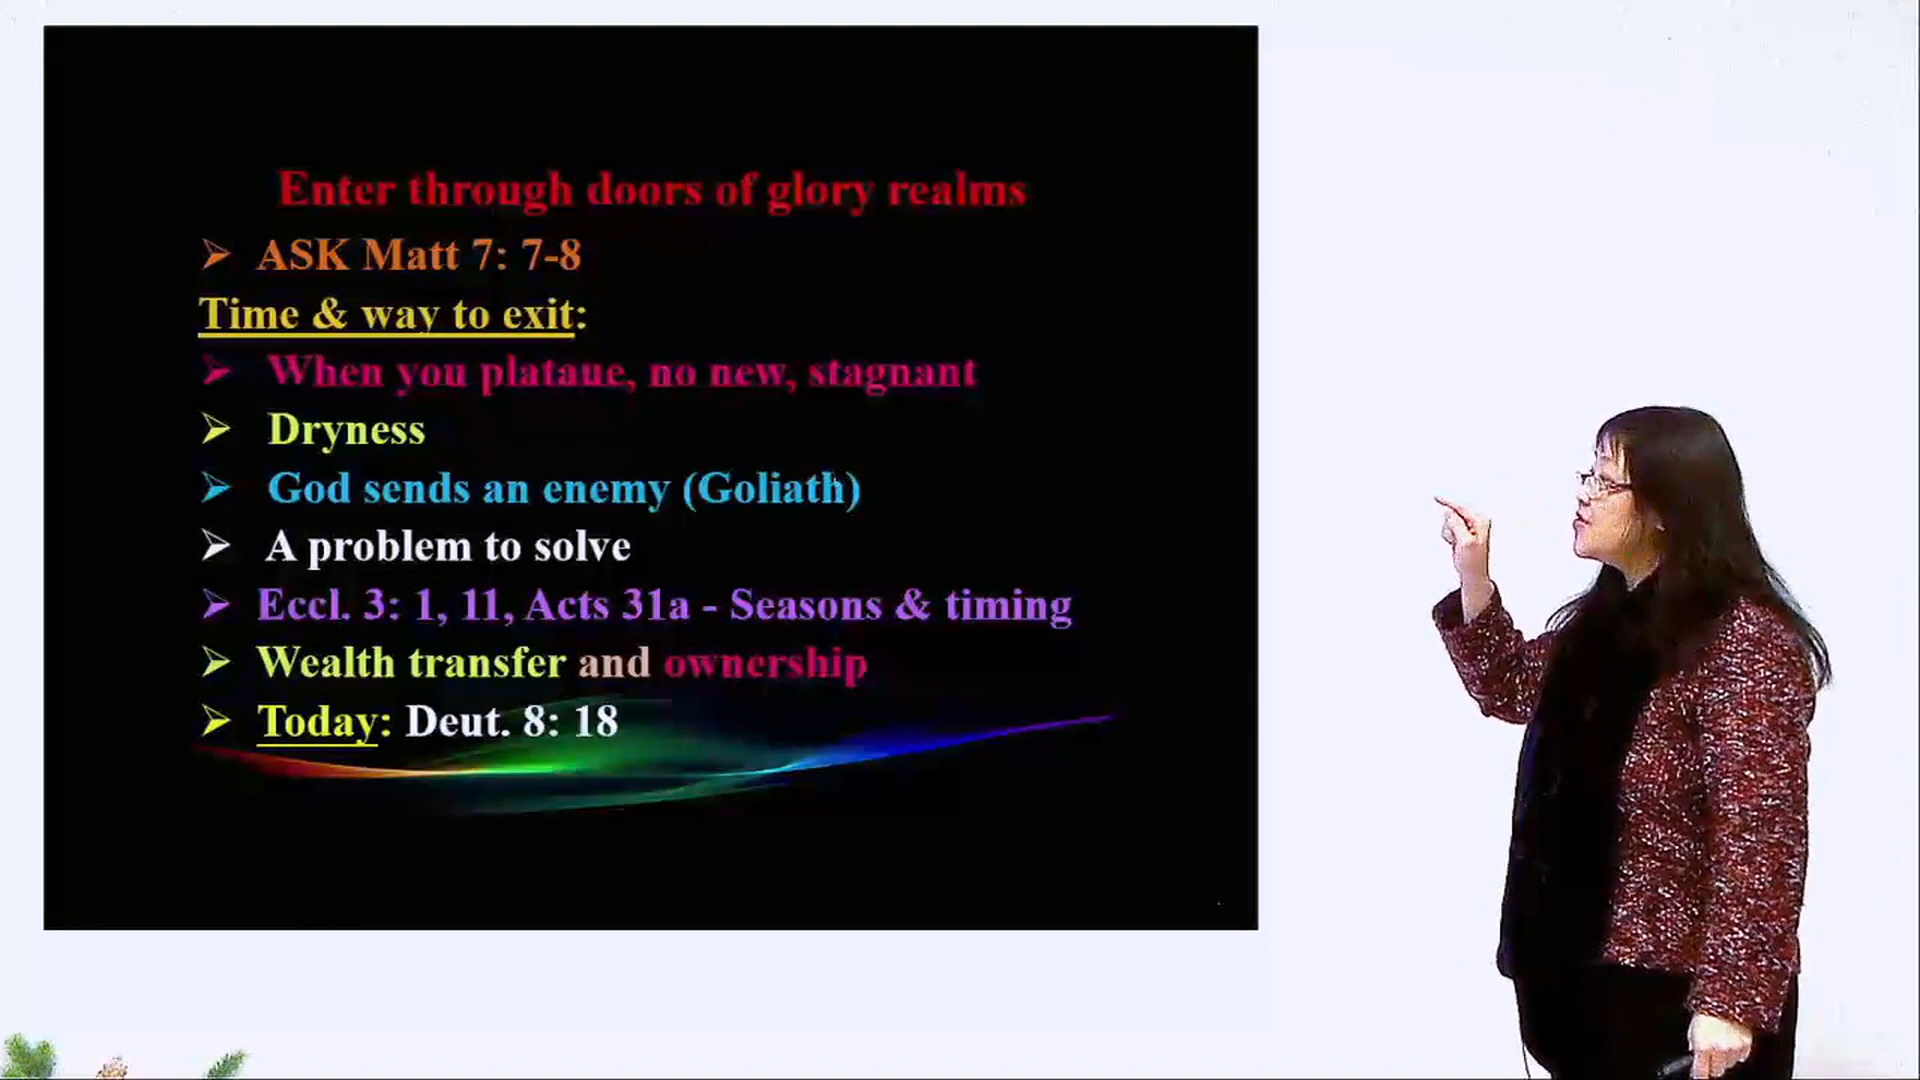 Enter through doors of glory realms
➢ ASK Matt 7: 7-8
Time & way to exit:
➢ When you plataue, no new, stagnant
➢ Dryness
➢ God sends an enemy (Goliath)
➢ A problem to solve
➢ Eccl. 3: 1, 11, Acts 31a - Seasons & timing
➢ Wealth transfer and ownership
➢ Today: Deut. 8: 18